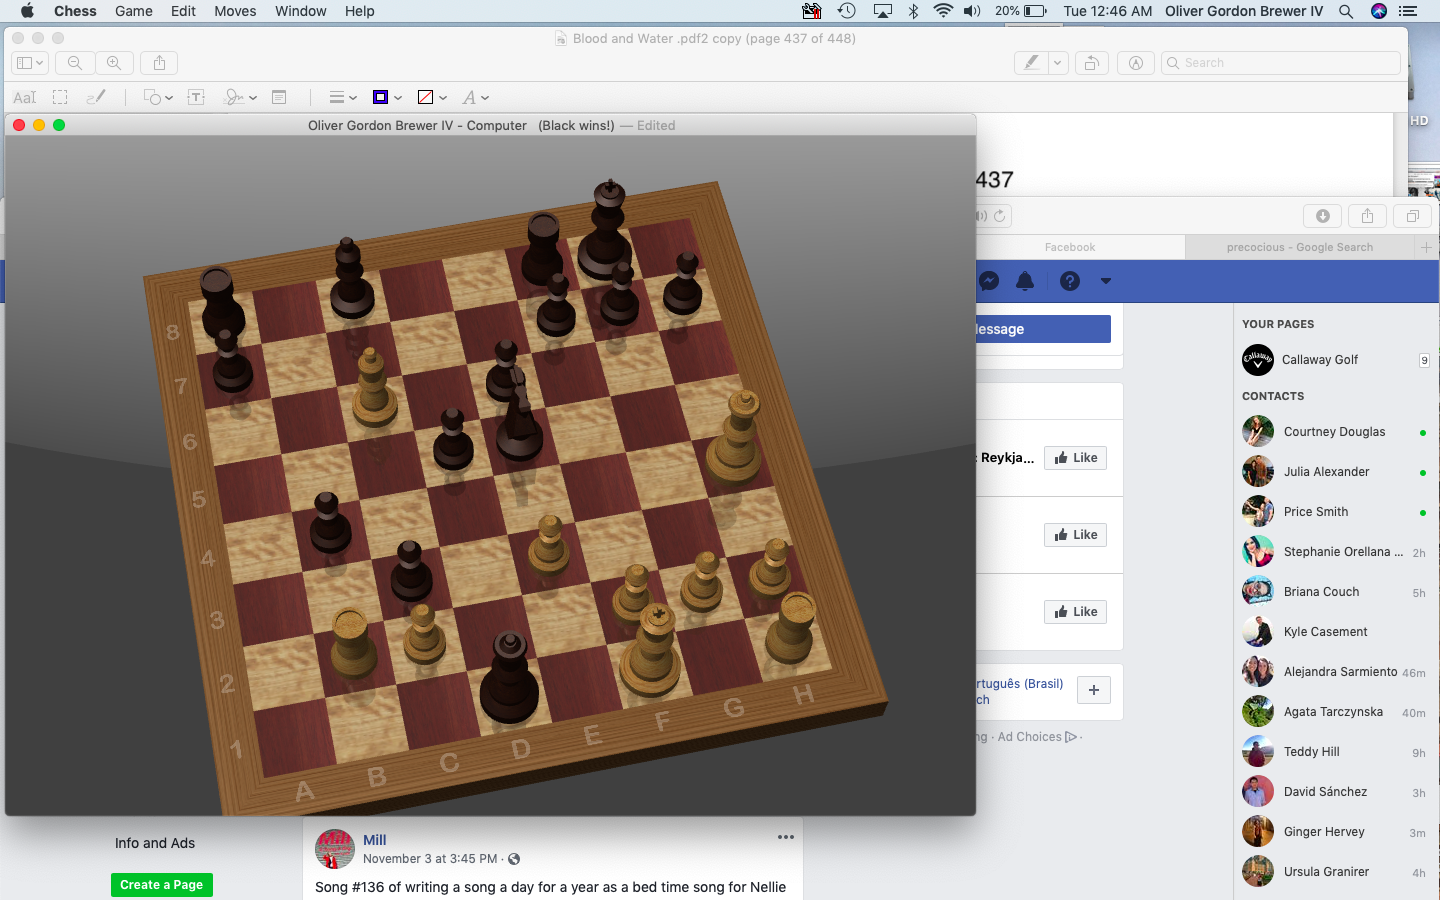 Chess Game Edit Moves Window Help 20% Tue 12:46 AM Oliver Gordon Brewer IV
Blood and Water .pdf2 copy (page 437 of 448)
Search
Oliver Gordon Brewer IV - Computer (Black wins!) — Edited
HD
437
Facebook
precocious - Google Search
8
7
6
5
4
3
2
1
A B C D E F G H
essage
: Reykja... Like
Like
Like
rtuguês (Brasil)
ch
ng · Ad Choices
YOUR PAGES
Callaway
Callaway Golf 9
CONTACTS
Courtney Douglas
Julia Alexander
Price Smith
Stephanie Orellana ... 2h
Briana Couch 5h
Kyle Casement
Alejandra Sarmiento 46m
Agata Tarczynska 40m
Teddy Hill 9h
David Sánchez 3h
Ginger Hervey 3m
Ursula Granirer 4h
Info and Ads
Create a Page
Mill
Mill
November 3 at 3:45 PM ·
Song #136 of writing a song a day for a year as a bed time song for Nellie